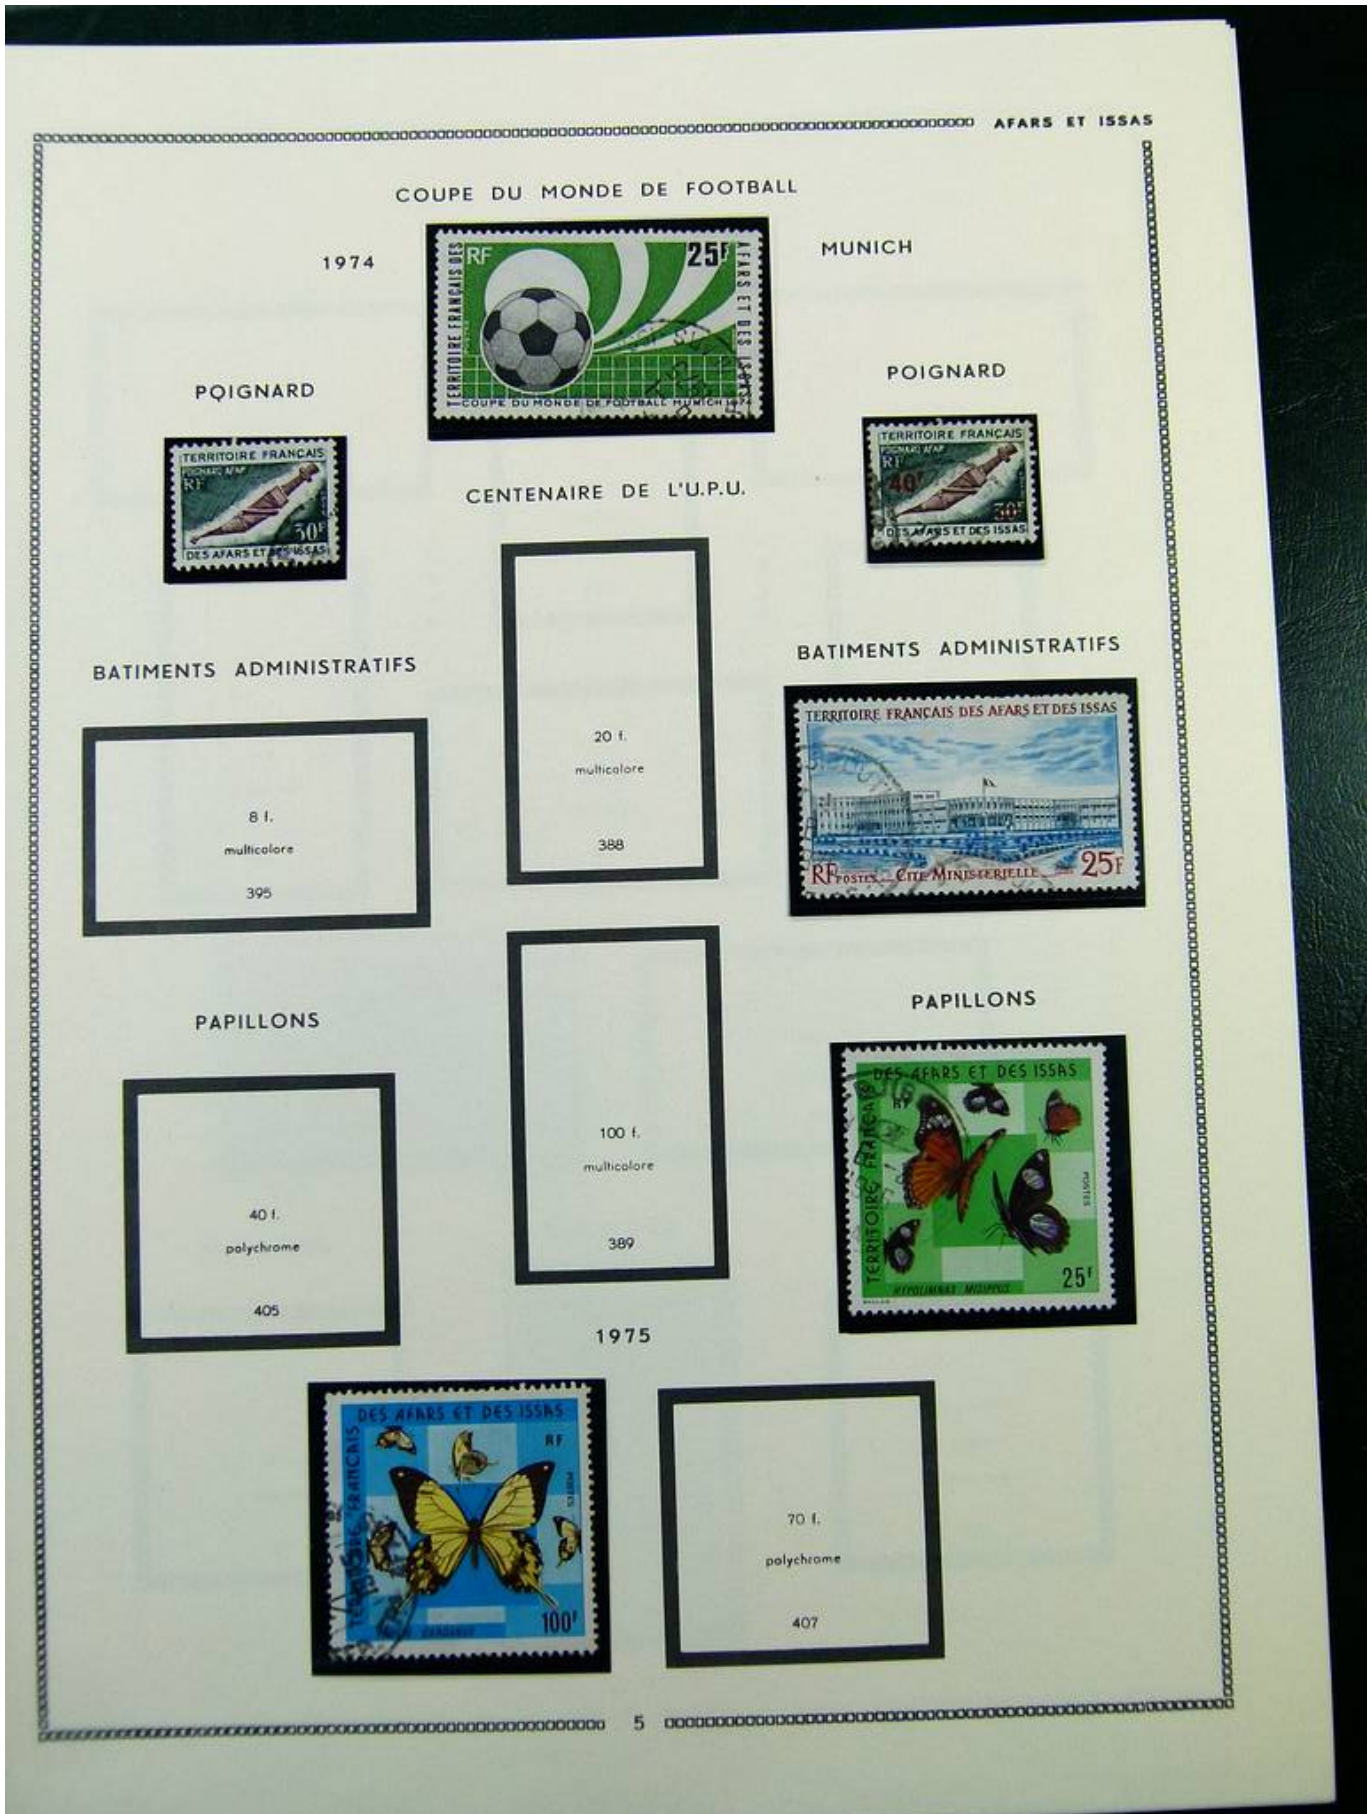 AFARS ET ISSAS
COUPE DU MONDE DE FOOTBALL
1974
MUNICH
TERRITOIRE FRANÇAIS DES
RF
25F
AFARS ET DES ISSAS
POSTES
COUPE DU MONDE DE FOOTBALL MUNICH 1974
POIGNARD
TERRITOIRE FRANÇAIS
POIGNARD AFAR
RF
30F
DES AFARS ET DES ISSAS
POIGNARD
TERRITOIRE FRANÇAIS
POIGNARD AFAR
RF
40F
30F
DES AFARS ET DES ISSAS
CENTENAIRE DE L'U.P.U.
20 f.
multicolore
388
BATIMENTS ADMINISTRATIFS
8 f.
multicolore
395
BATIMENTS ADMINISTRATIFS
TERRITOIRE FRANÇAIS DES AFARS ET DES ISSAS
RF POSTES CITE MINISTERIELLE 25F
PAPILLONS
40 f.
polychrome
405
100 f.
multicolore
389
PAPILLONS
DES AFARS ET DES ISSAS
TERRITOIRE FRANÇAIS
RF
POSTES
25F
HYPOLIMNAS MISIPPUS
1975
DES AFARS ET DES ISSAS
TERRITOIRE FRANÇAIS
RF
POSTES
100F
DARDANUS
70 f.
polychrome
407
5